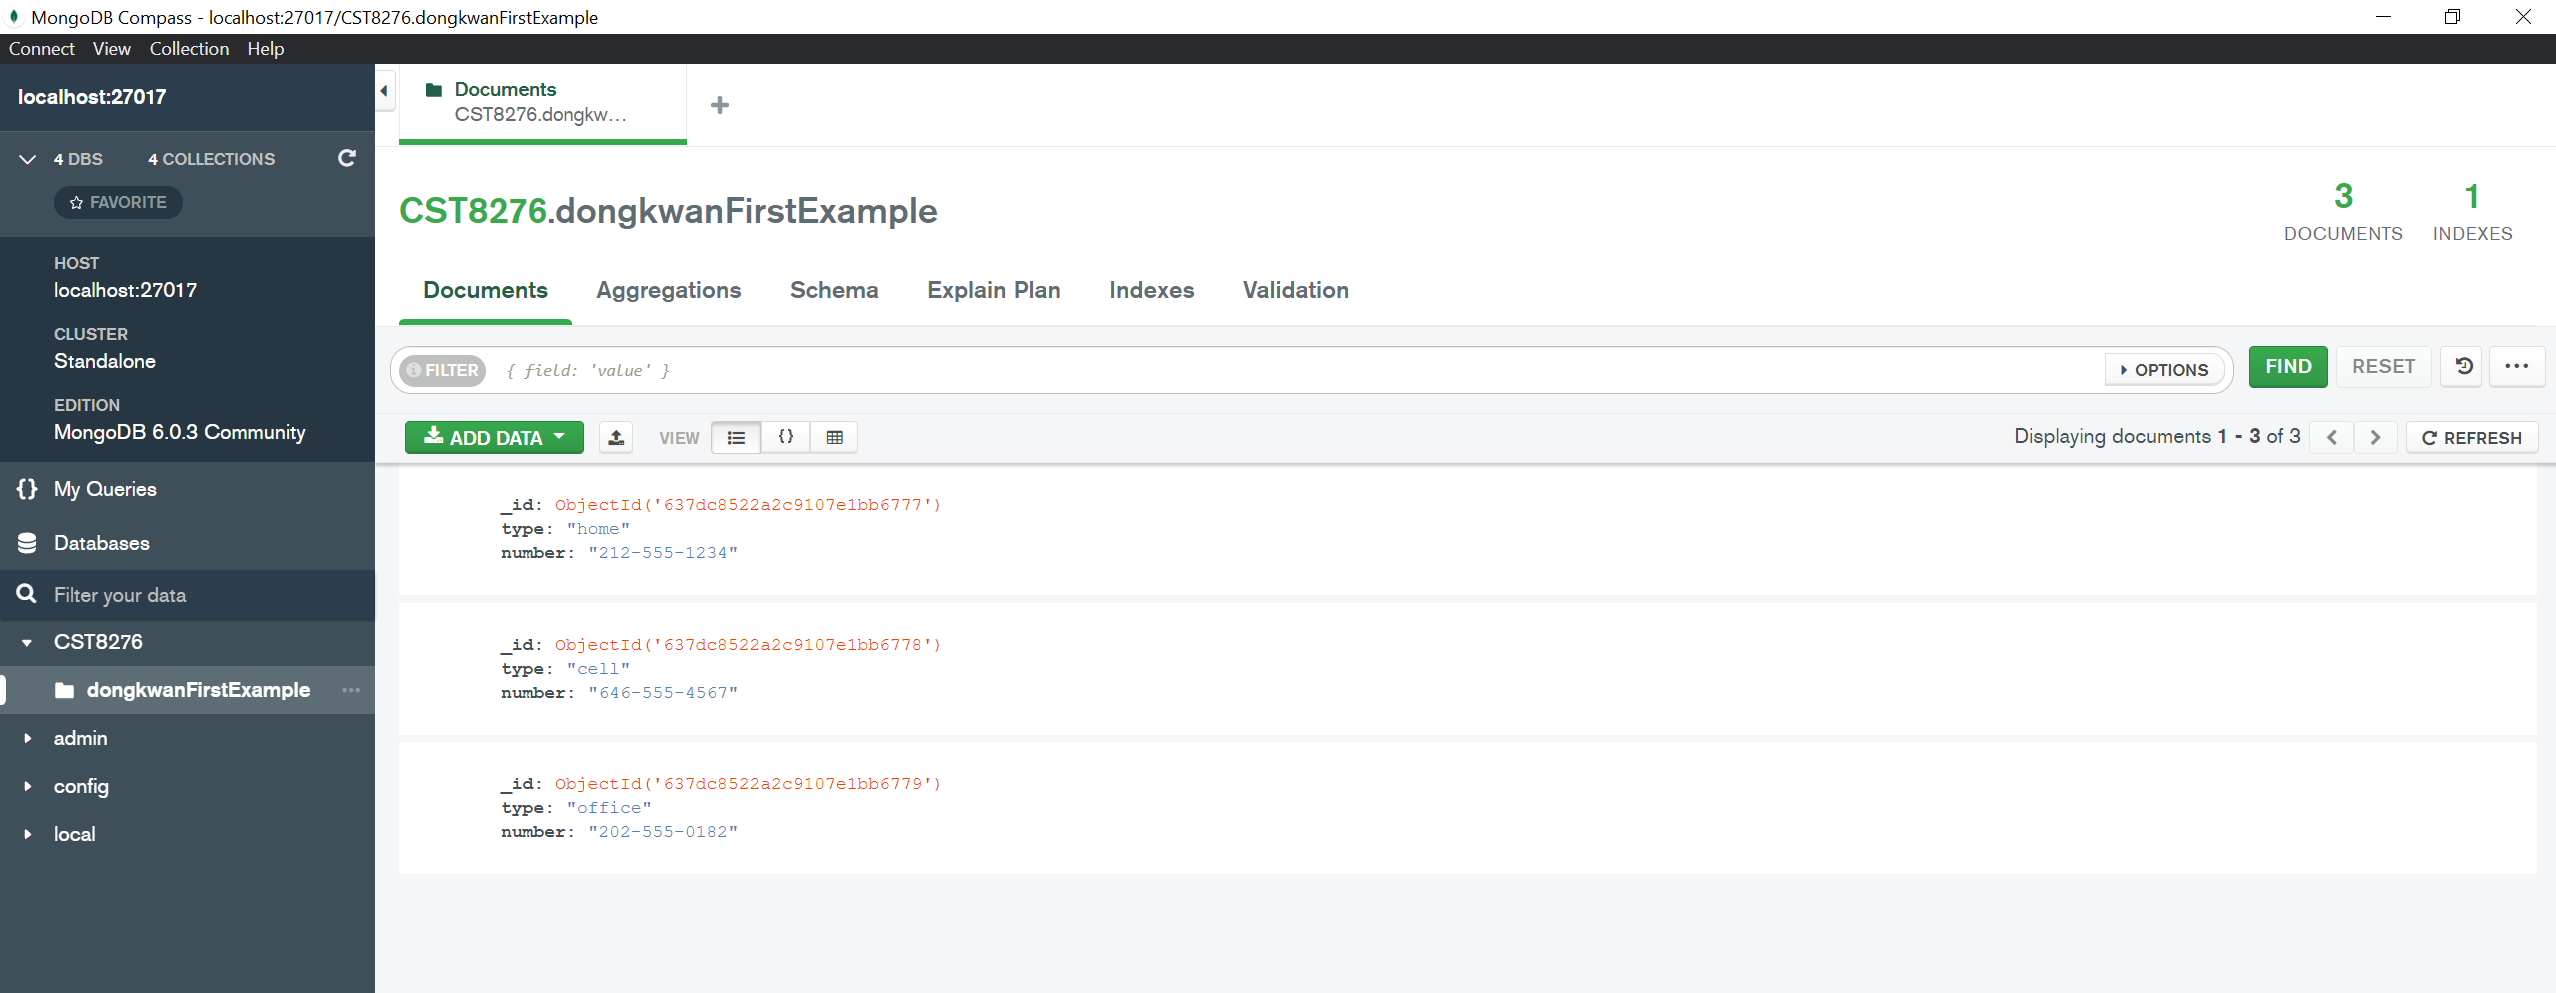 MongoDB Compass - localhost:27017/CST8276.dongkwanFirstExample
Connect View Collection Help
localhost:27017
4 DBS 4 COLLECTIONS
FAVORITE
HOST
localhost:27017
CLUSTER
Standalone
EDITION
MongoDB 6.0.3 Community
{} My Queries
Databases
Filter your data
CST8276
dongkwanFirstExample ...
admin
config
local
Documents
CST8276.dongkw...
+
CST8276.dongkwanFirstExample
3
DOCUMENTS
1
INDEXES
Documents Aggregations Schema Explain Plan Indexes Validation
FILTER { field: 'value' } OPTIONS FIND RESET ...
ADD DATA VIEW {} Displaying documents 1 - 3 of 3 < > REFRESH
_id: ObjectId('637dc8522a2c9107e1bb6777')
type: "home"
number: "212-555-1234"
_id: ObjectId('637dc8522a2c9107e1bb6778')
type: "cell"
number: "646-555-4567"
_id: ObjectId('637dc8522a2c9107e1bb6779')
type: "office"
number: "202-555-0182"